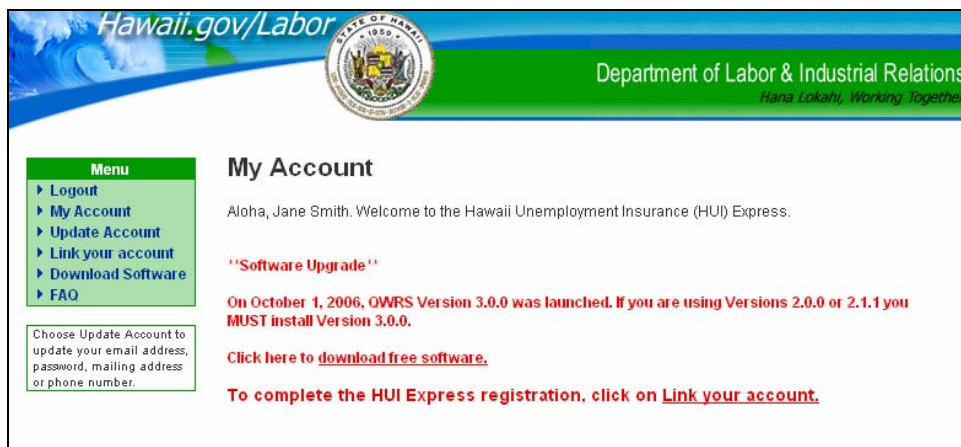 Hawaii.gov/Labor
STATE OF HAWAII
1959
Department of Labor & Industrial Relations
Hana Lokahi, Working Together
Menu
Logout
My Account
Update Account
Link your account
Download Software
FAQ
Choose Update Account to
update your email address,
password, mailing address
or phone number.
My Account
Aloha, Jane Smith. Welcome to the Hawaii Unemployment Insurance (HUI) Express.
**Software Upgrade**
On October 1, 2006, QWRS Version 3.0.0 was launched. If you are using Versions 2.0.0 or 2.1.1 you
MUST install Version 3.0.0.
Click here to download free software.
To complete the HUI Express registration, click on Link your account.